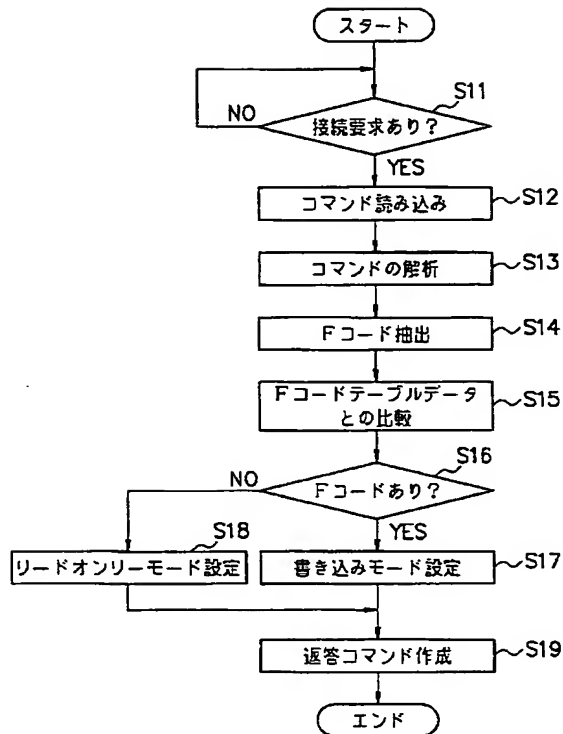 スタート
S11
NO
接続要求あり?
YES
コマンド読み込み
S12
コマンドの解析
S13
Fコード抽出
S14
Fコードテーブルデータ
との比較
S15
S16
NO
Fコードあり?
YES
S18
リードオンリーモード設定
書き込みモード設定
S17
返答コマンド作成
S19
エンド